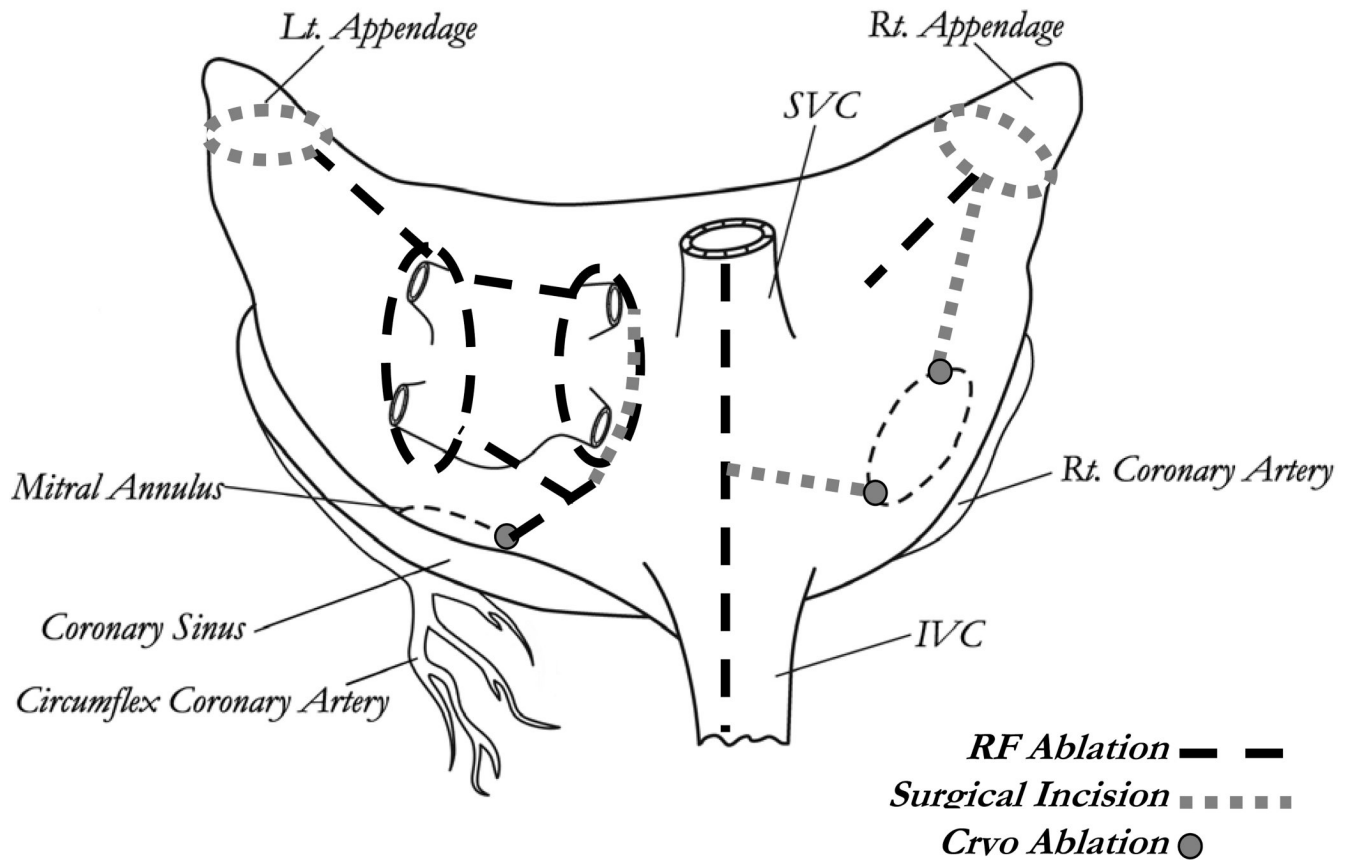 Lt. Appendage
Rt. Appendage
SVC
Mitral Annulus
Rt. Coronary Artery
Coronary Sinus
IVC
Circumflex Coronary Artery
RF Ablation
Surgical Incision
Crvo Ablation